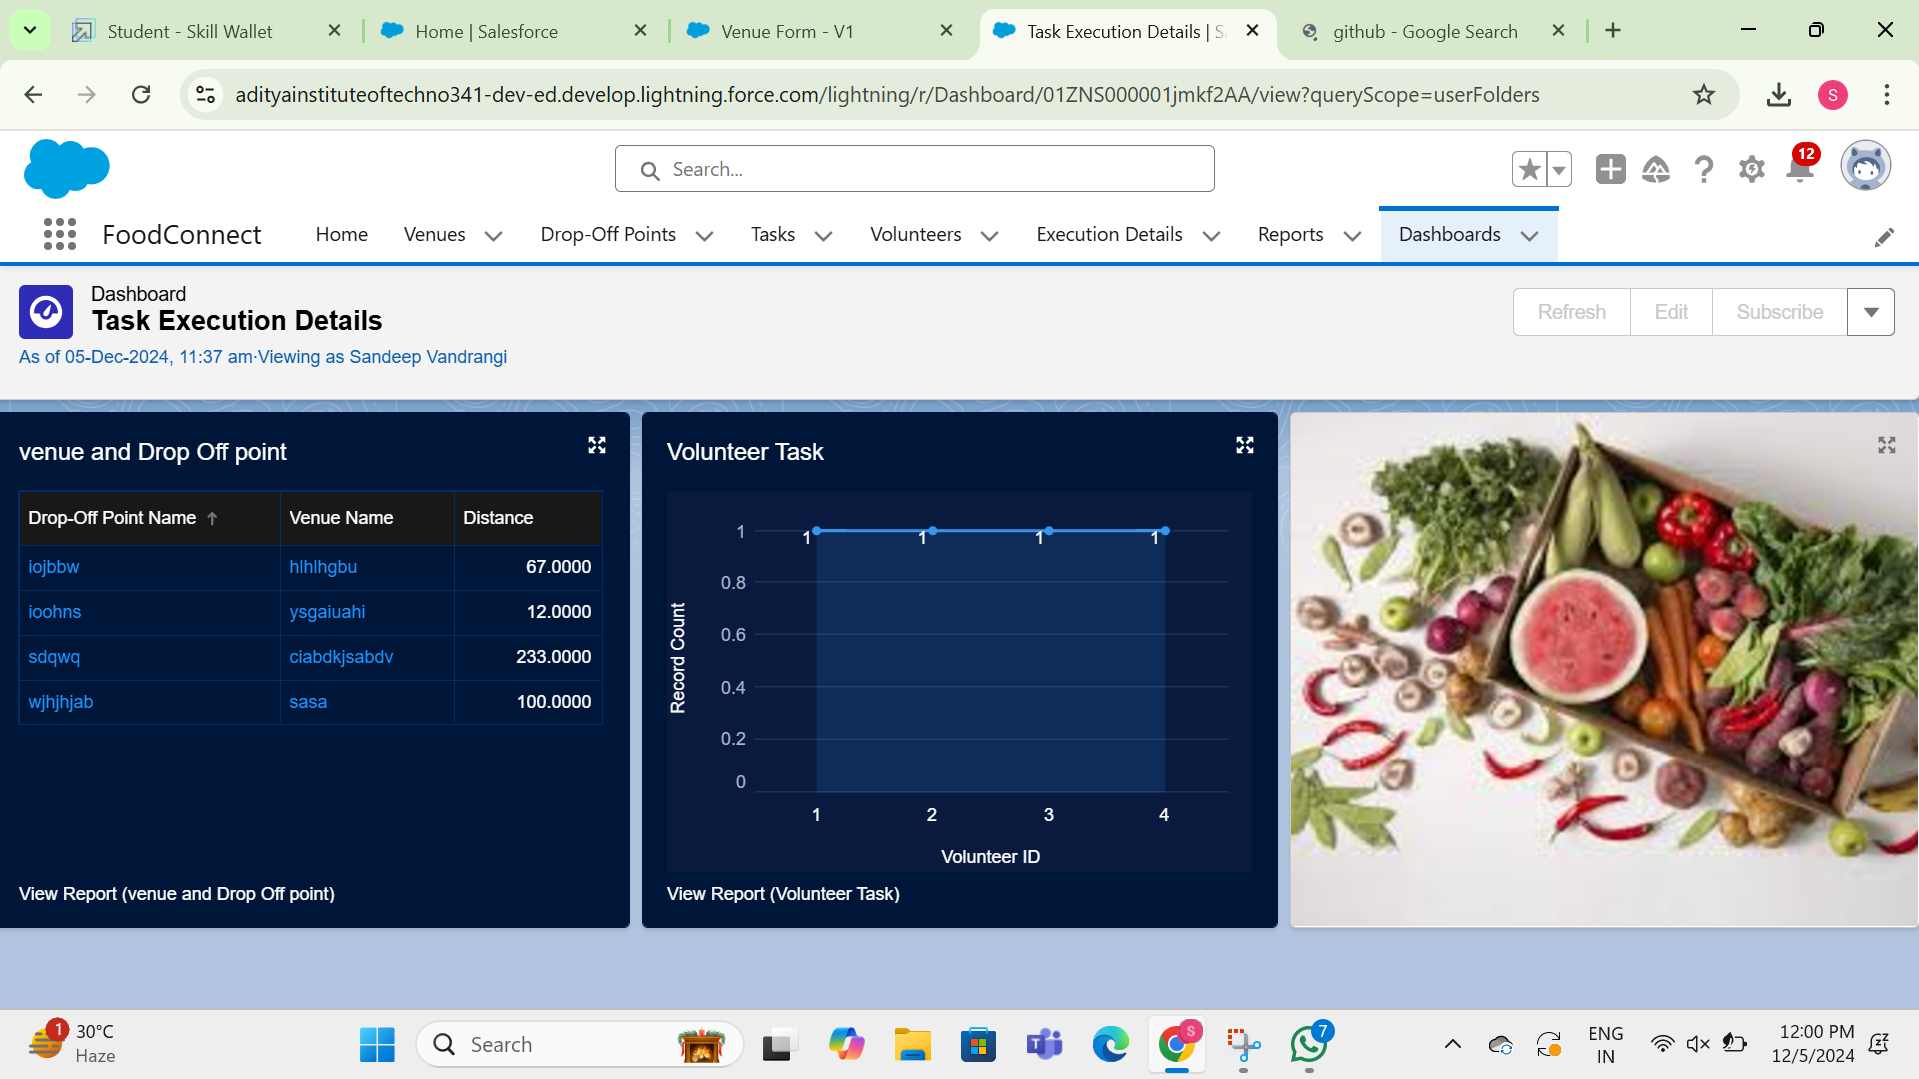 Student - Skill Wallet
Home | Salesforce
Venue Form - V1
Task Execution Details | S
github - Google Search
adityainstituteoftechno341-dev-ed.develop.lightning.force.com/lightning/r/Dashboard/01ZNS000001jmkf2AA/view?queryScope=userFolders
S
Search...
12
FoodConnect
Home
Venues
Drop-Off Points
Tasks
Volunteers
Execution Details
Reports
Dashboards
Dashboard
Task Execution Details
As of 05-Dec-2024, 11:37 am·Viewing as Sandeep Vandrangi
Refresh
Edit
Subscribe
venue and Drop Off point
Drop-Off Point Name ↑ Venue Name Distance
iojbbw hlhlhgbu 67.0000
ioohns ysgaiuahi 12.0000
sdqwq ciabdkjsabdv 233.0000
wjhjhjab sasa 100.0000
View Report (venue and Drop Off point)
Volunteer Task
Record Count
1
0.8
0.6
0.4
0.2
0
1 1 1 1
1 2 3 4
Volunteer ID
View Report (Volunteer Task)
1
30°C
Haze
Search
T
S
7
ENG
IN
12:00 PM
12/5/2024